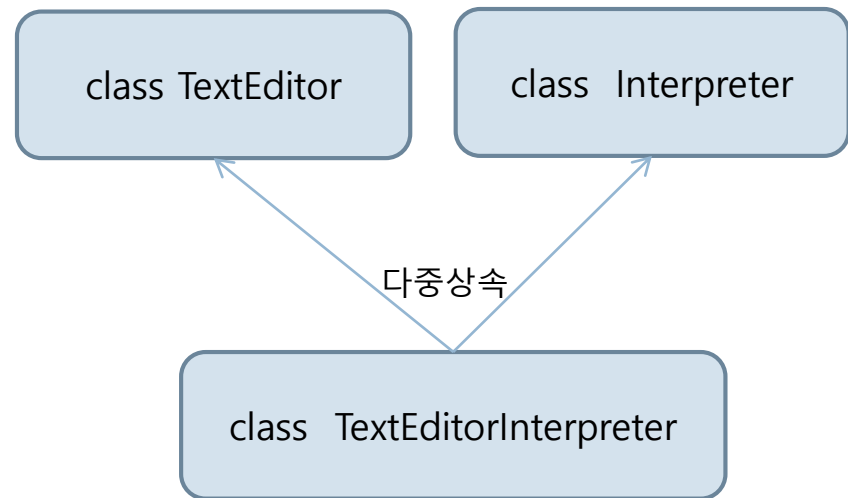 class TextEditor
class Interpreter
다중상속
class TextEditorInterpreter